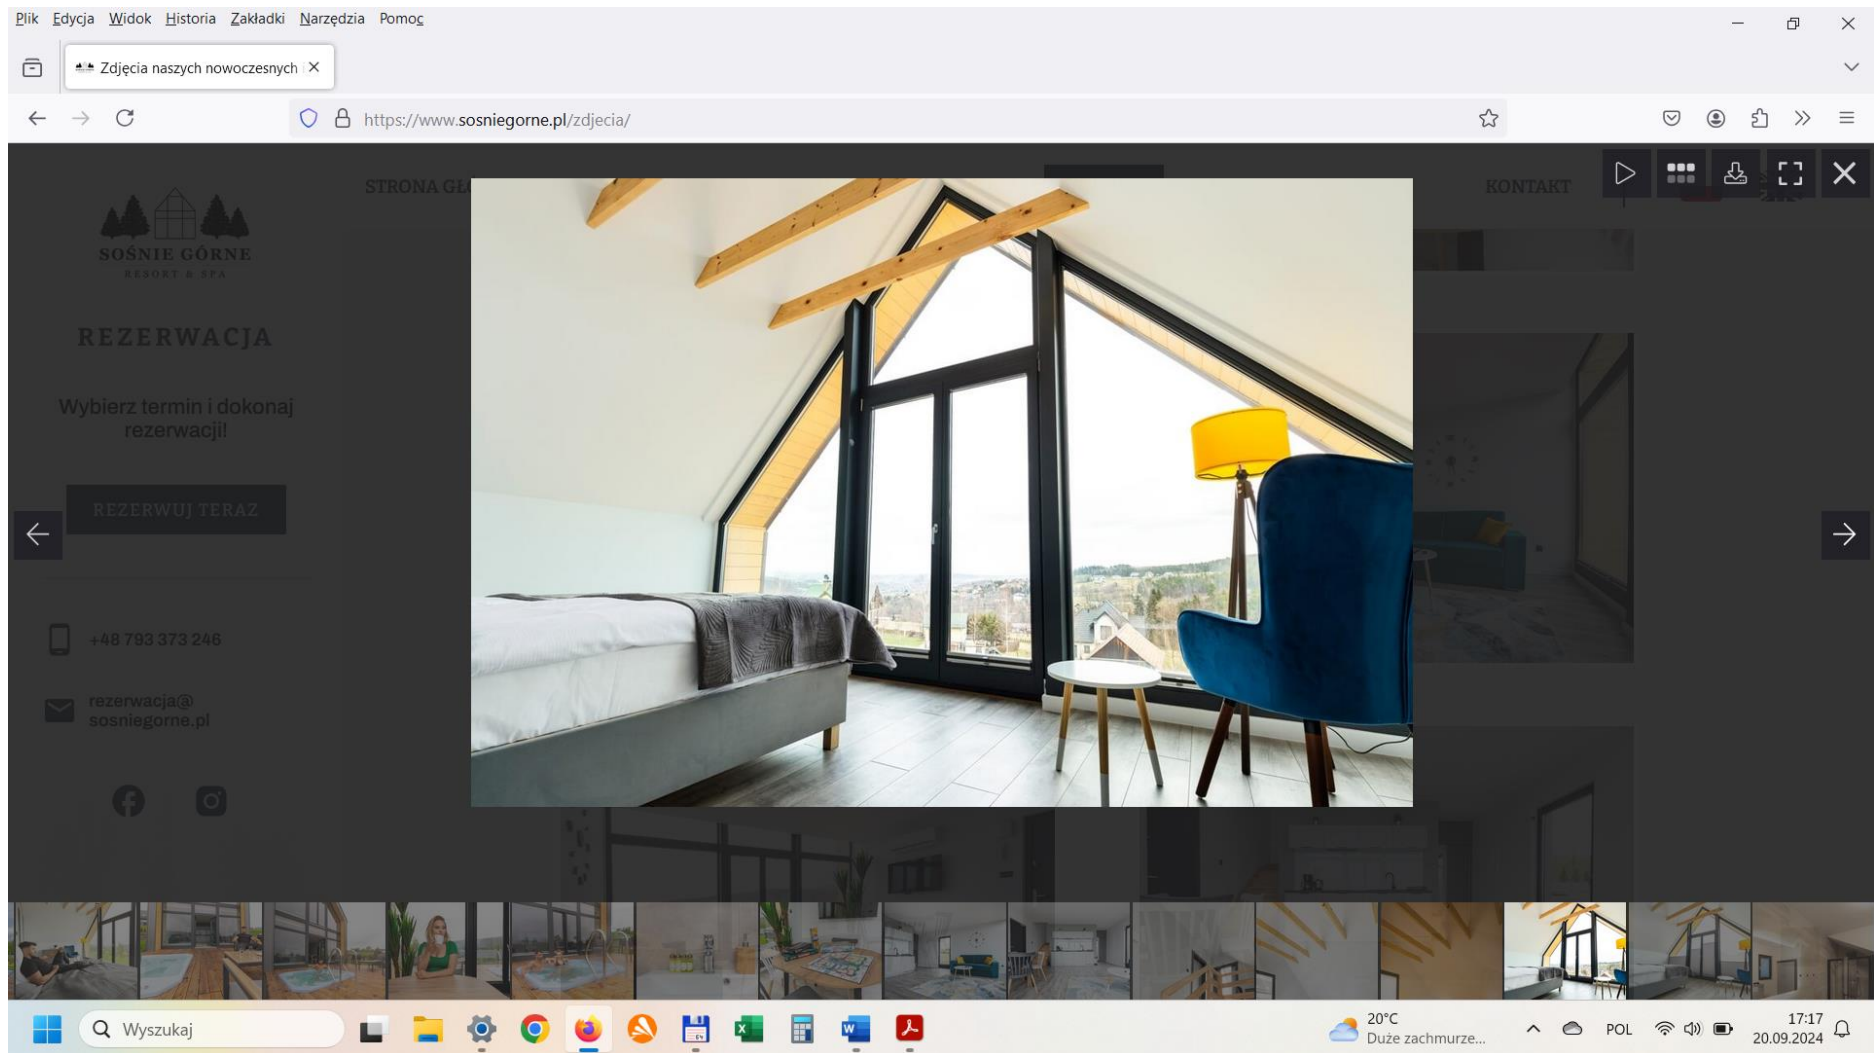 Plik Edycja Widok Historia Zakładki Narzędzia Pomoc
Zdjęcia naszych nowoczesnych
https://www.sosniegorne.pl/zdjecia/
STRONA GŁ
KONTAKT
SOŚNIE GÓRNE
RESORT & SPA
REZERWACJA
Wybierz termin i dokonaj
rezerwacji!
REZERWUJ TERAZ
+48 793 373 246
rezerwacja@
sosniegorne.pl
Wyszukaj
20°C
Duże zachmurze...
POL
17:17
20.09.2024